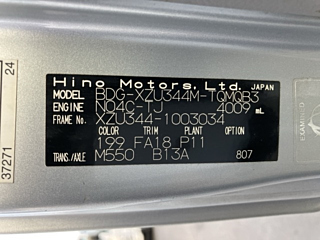 Hino Motors, Ltd. JAPAN
MODEL BDG-XZU344M-TQMQB3
ENGINE N04C-TJ 4009 mL
FRAME No. XZU344-1003034
COLOR TRIM PLANT OPTION
199 FA18 P11
TRANS./AXLE M550 B13A 807
37271 24